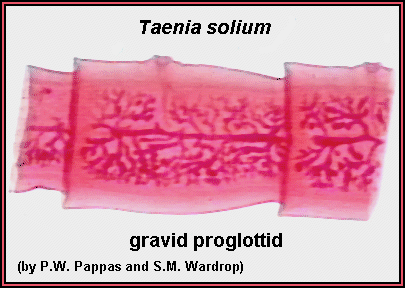 Taenia solium
gravid proglottid
(by P.W. Pappas and S.M. Wardrop)